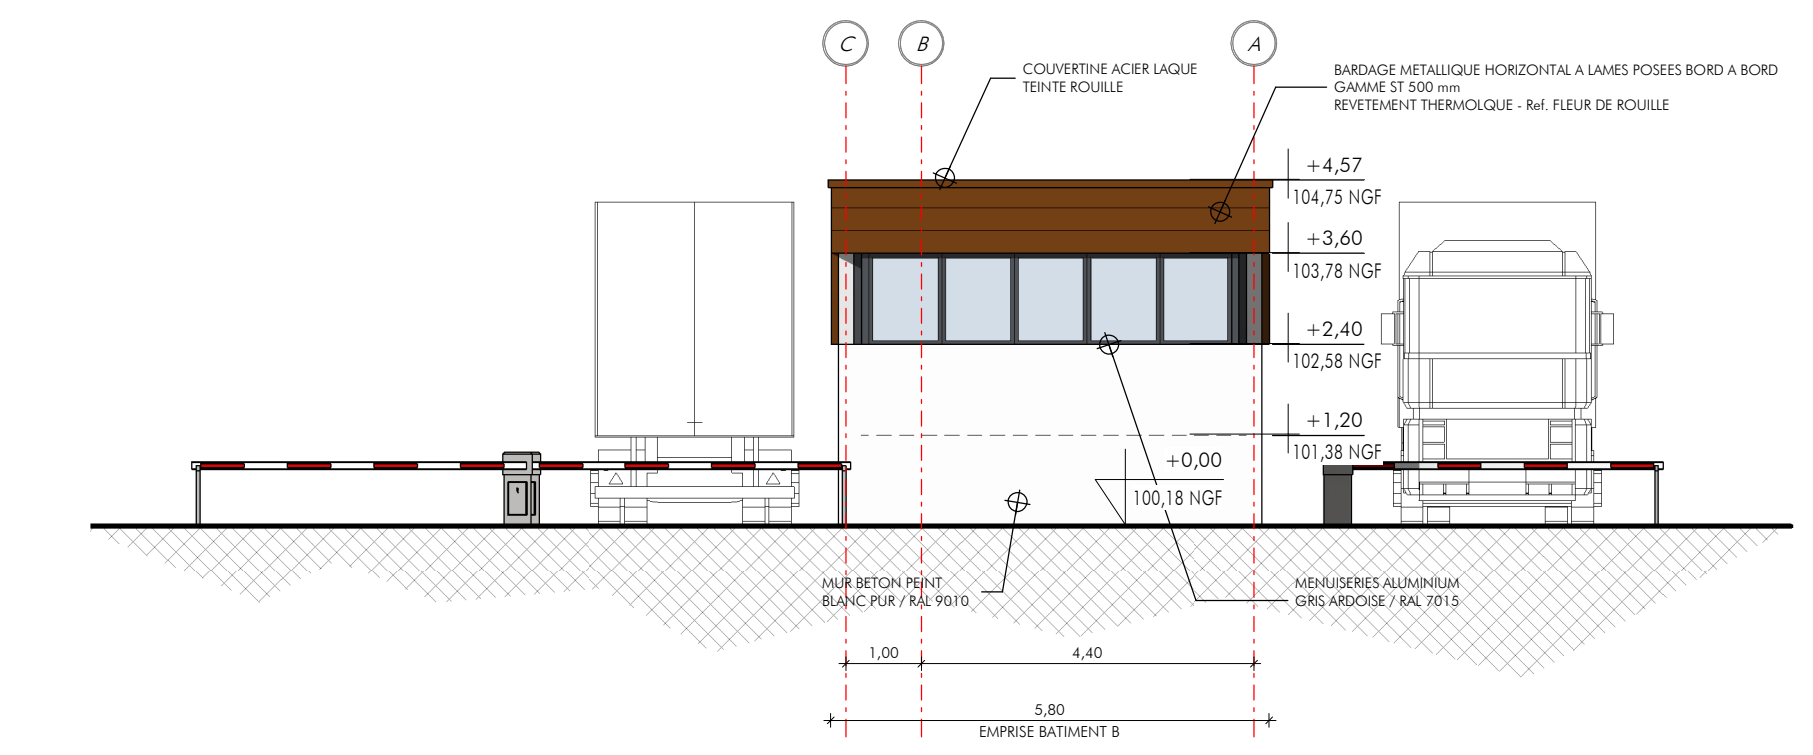 C
B
A
COUVERTINE ACIER LAQUE
TEINTE ROUILLE
BARDAGE METALLIQUE HORIZONTAL A LAMES POSEES BORD A BORD
GAMME ST 500 mm
REVETEMENT THERMOLQUE - Ref. FLEUR DE ROUILLE
+4,57
104,75 NGF
+3,60
103,78 NGF
+2,40
102,58 NGF
+1,20
101,38 NGF
+0,00
100,18 NGF
MUR BETON PEINT
BLANC PUR / RAL 9010
MENUISERIES ALUMINIUM
GRIS ARDOISE / RAL 7015
1,00
4,40
5,80
EMPRISE BATIMENT B